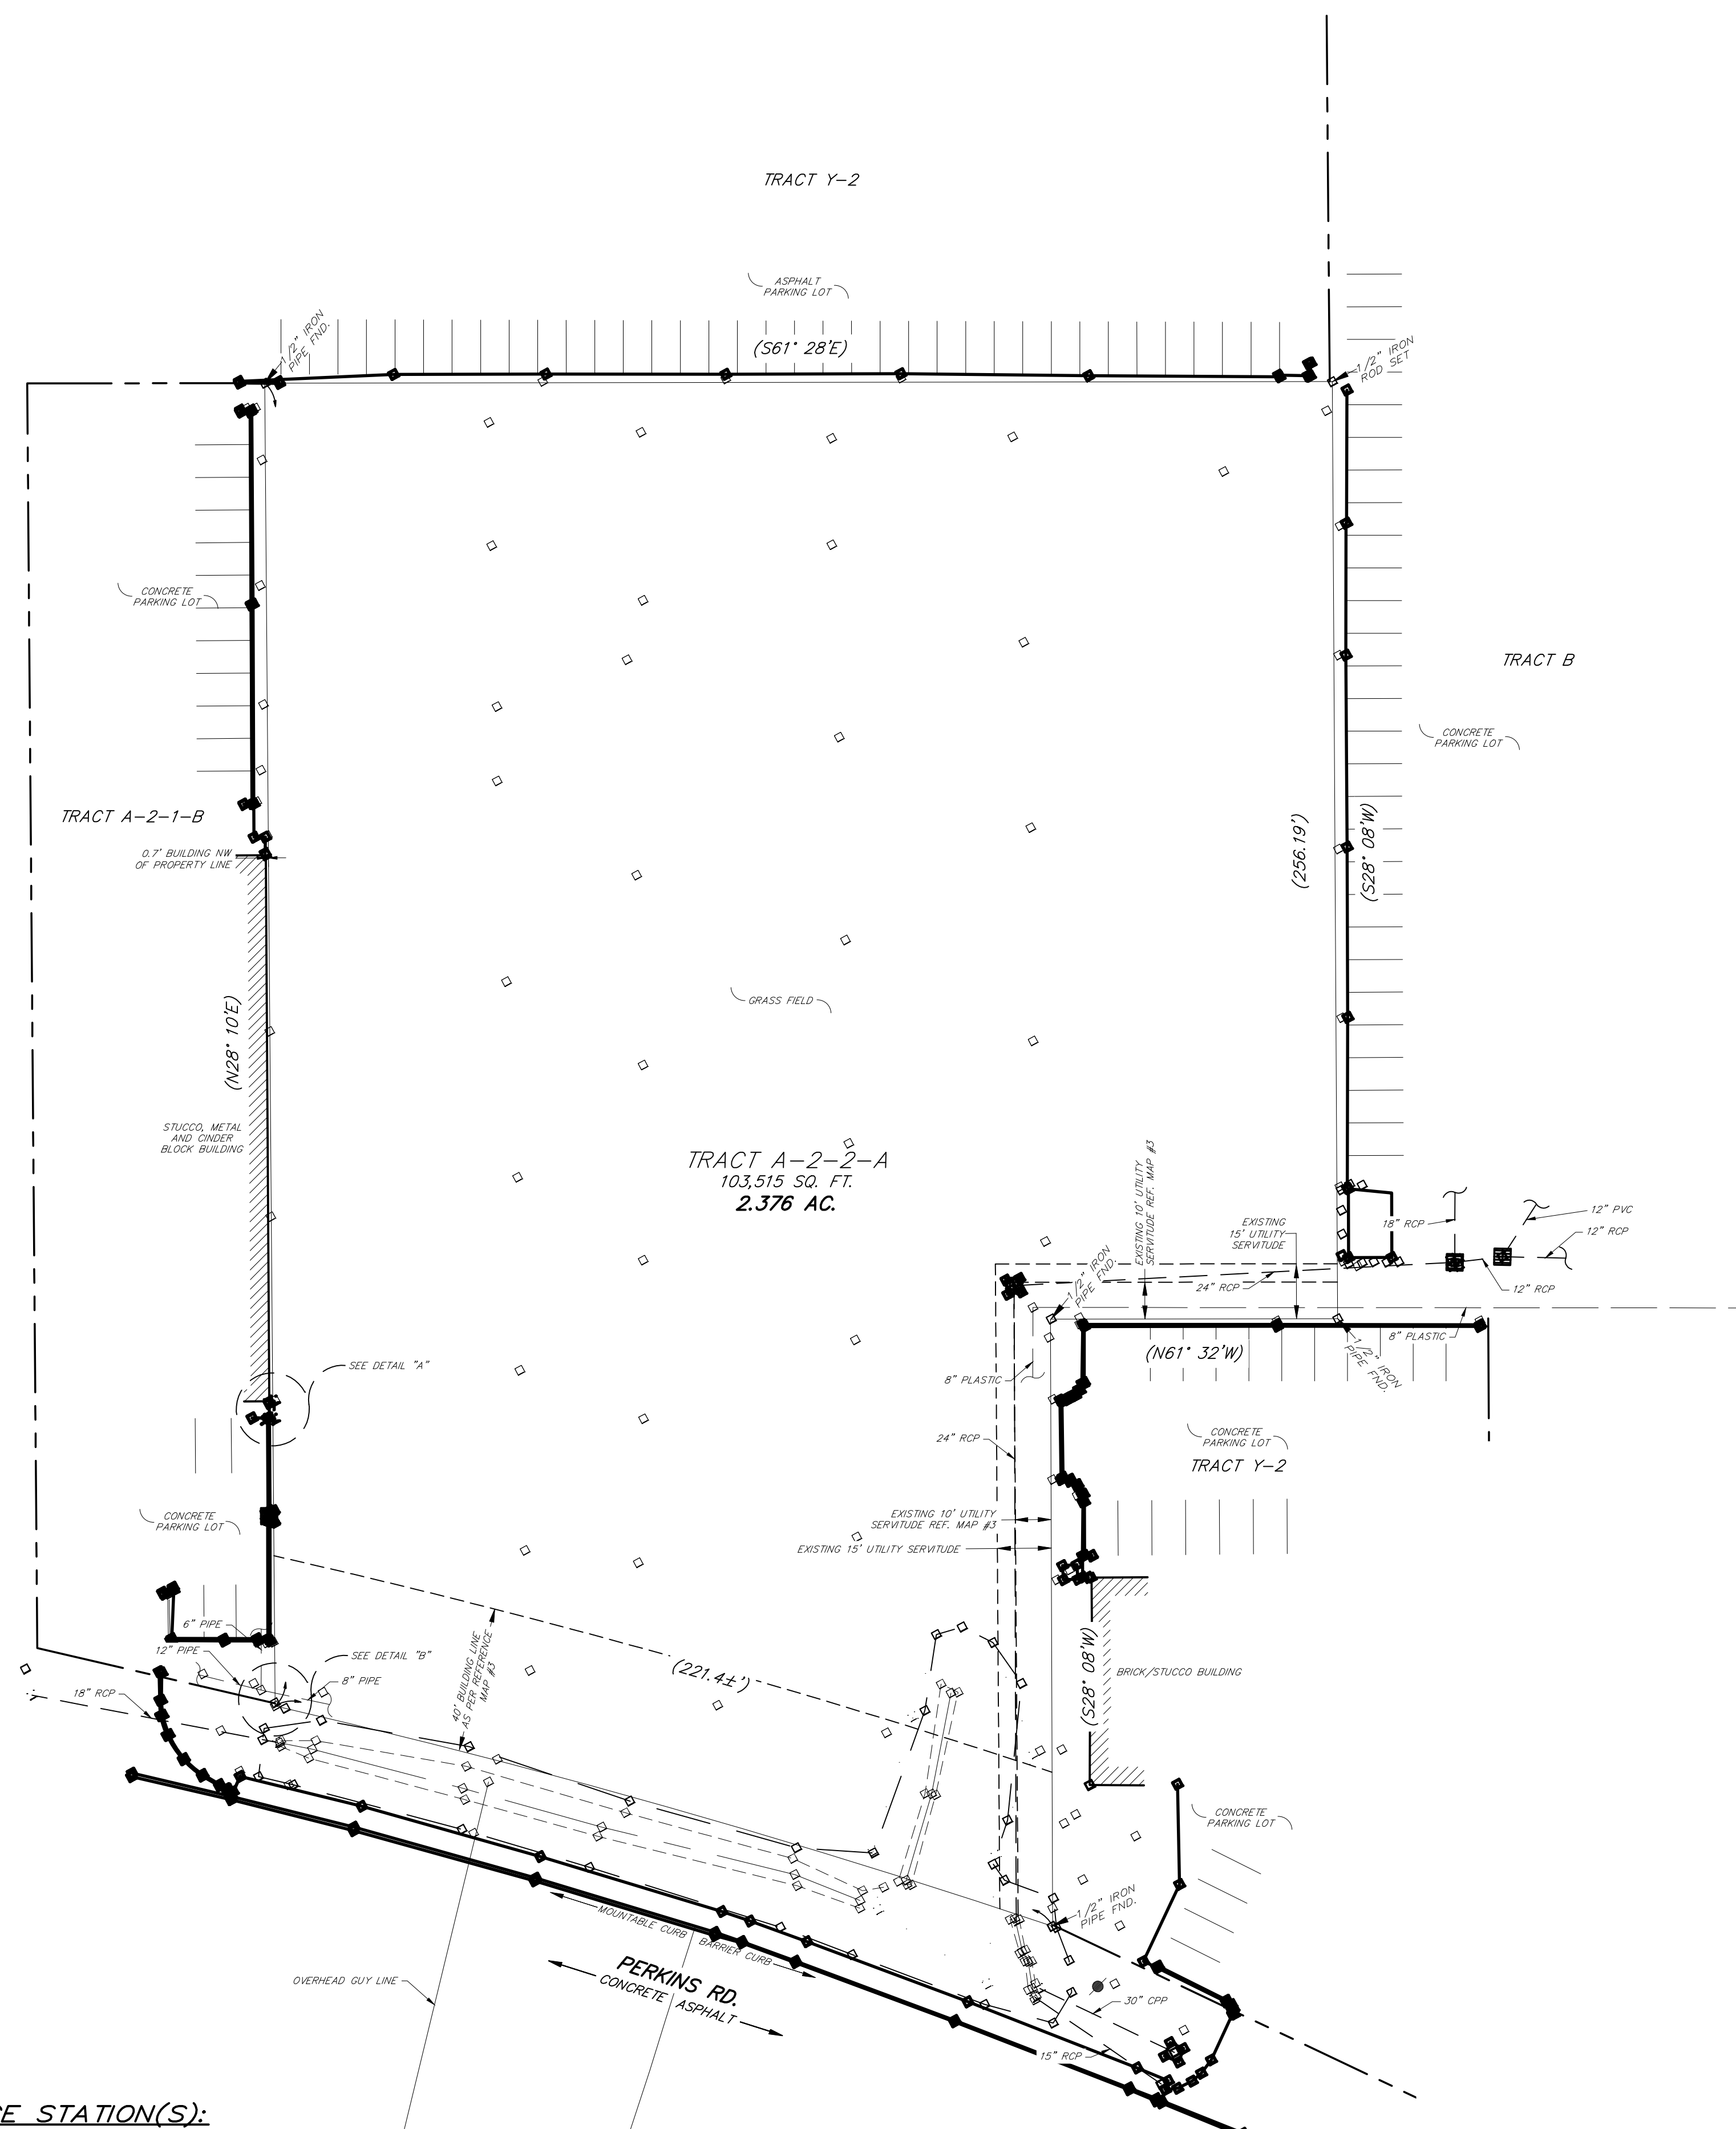 TRACT Y-2
ASPHALT
PARKING LOT
(S61° 28'E)
1/2" IRON
PIPE FND.
1/2" IRON
ROD SET
CONCRETE
PARKING LOT
TRACT B
CONCRETE
PARKING LOT
TRACT A-2-1-B
0.7' BUILDING NW
OF PROPERTY LINE
(256.19')
(S28° 08'W)
GRASS FIELD
(N28° 10'E)
STUCCO, METAL
AND CINDER
BLOCK BUILDING
TRACT A-2-2-A
103,515 SQ. FT.
2.376 AC.
EXISTING 10' UTILITY
SERVITUDE REF. MAP #3
EXISTING
15' UTILITY
SERVITUDE
18" RCP
12" PVC
12" RCP
12" RCP
24" RCP
1/2" IRON
PIPE FND.
8" PLASTIC
1/2" IRON
PIPE FND.
(N61° 32'W)
SEE DETAIL "A"
8" PLASTIC
24" RCP
CONCRETE
PARKING LOT
TRACT Y-2
CONCRETE
PARKING LOT
EXISTING 10' UTILITY
SERVITUDE REF. MAP #3
EXISTING 15' UTILITY SERVITUDE
6" PIPE
12" PIPE
SEE DETAIL "B"
8" PIPE
18" RCP
40' BUILDING LINE
AS PER REFERENCE
MAP #3
(221.4±')
(S28° 08'W)
BRICK/STUCCO BUILDING
CONCRETE
PARKING LOT
1/2" IRON
PIPE FND.
MOUNTABLE CURB
BARRIER CURB
OVERHEAD GUY LINE
PERKINS RD.
CONCRETE ASPHALT
30" CPP
15" RCP
STATION(S):